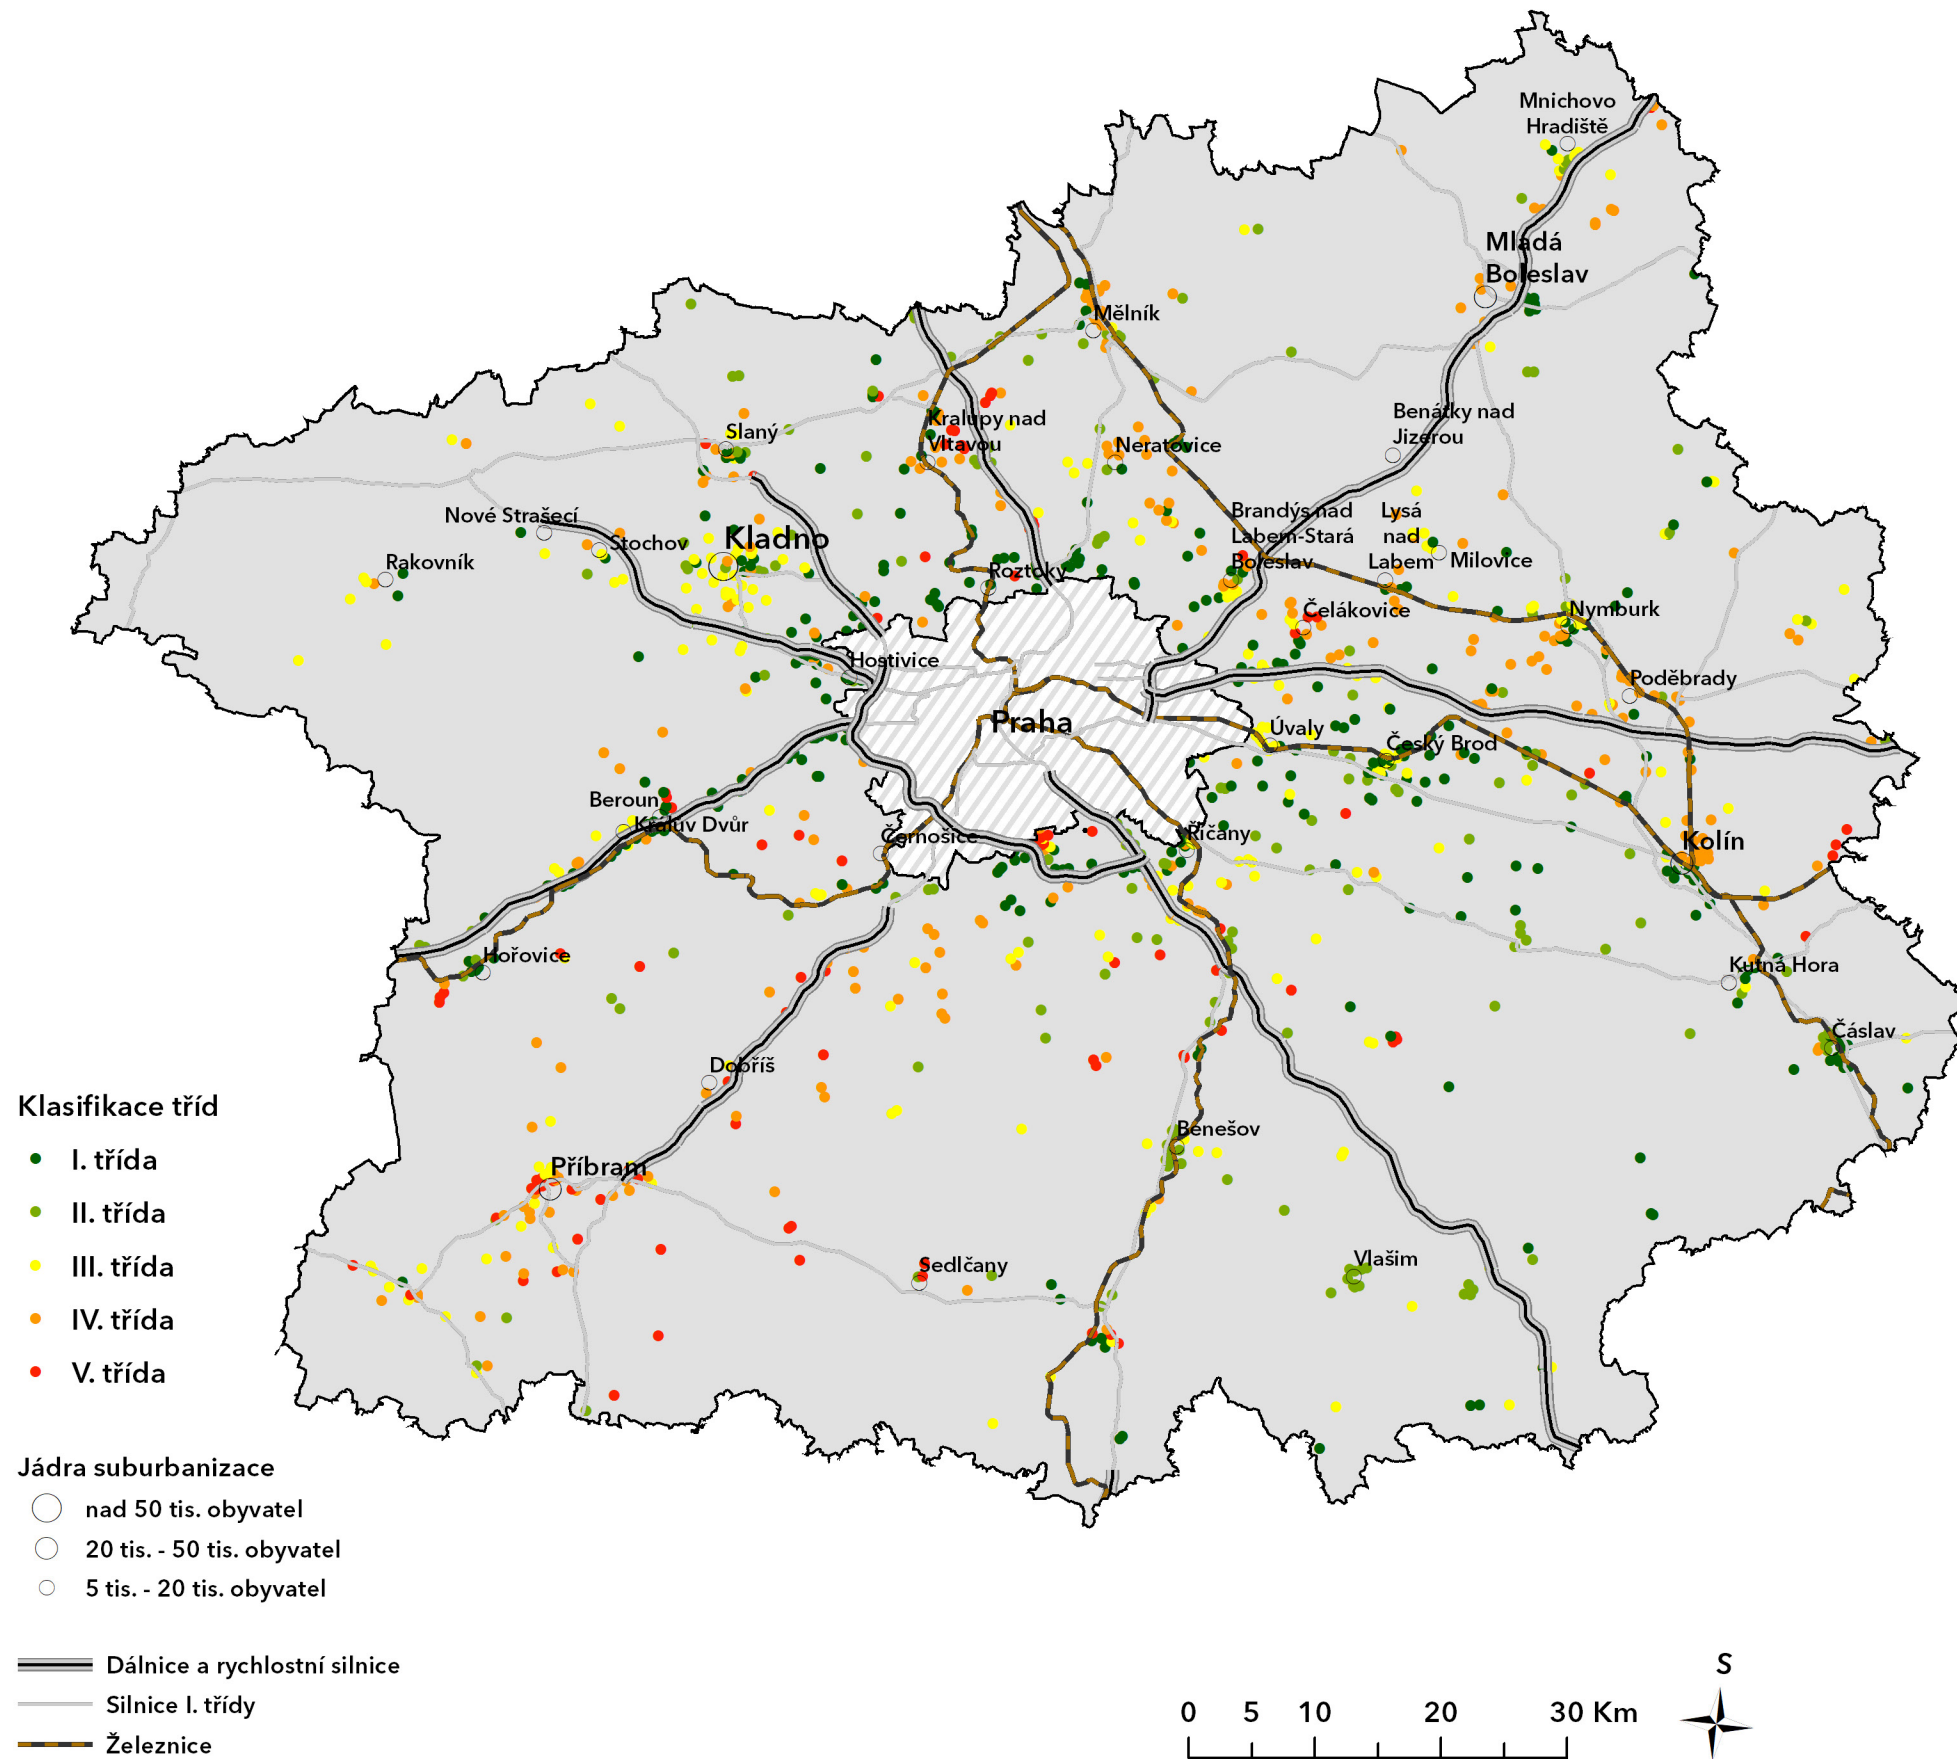 Mnichovo
Hradiště
Mladá
Boleslav
Mělník
Benátky nad
Jizerou
Kralupy nad
Vltavou
Slaný
Neratovice
Nové Strašecí
Stochov
Kladno
Rakovník
Roztoky
Brandýs nad
Labem-Stará
Boleslav
Lysá
nad
Labem
Milovice
Čelákovice
Nymburk
Hostivice
Poděbrady
Praha
Úvaly
Český Brod
Beroun
Králův Dvůr
Černošice
Říčany
Kolín
Hořovice
Kutná Hora
Čáslav
Dobříš
Benešov
Příbram
Sedlčany
Vlašim
Klasifikace tříd
I. třída
II. třída
III. třída
IV. třída
V. třída
Jádra suburbanizace
nad 50 tis. obyvatel
20 tis. - 50 tis. obyvatel
5 tis. - 20 tis. obyvatel
Dálnice a rychlostní silnice
Silnice I. třídy
Železnice
0 5 10 20 30 Km
S